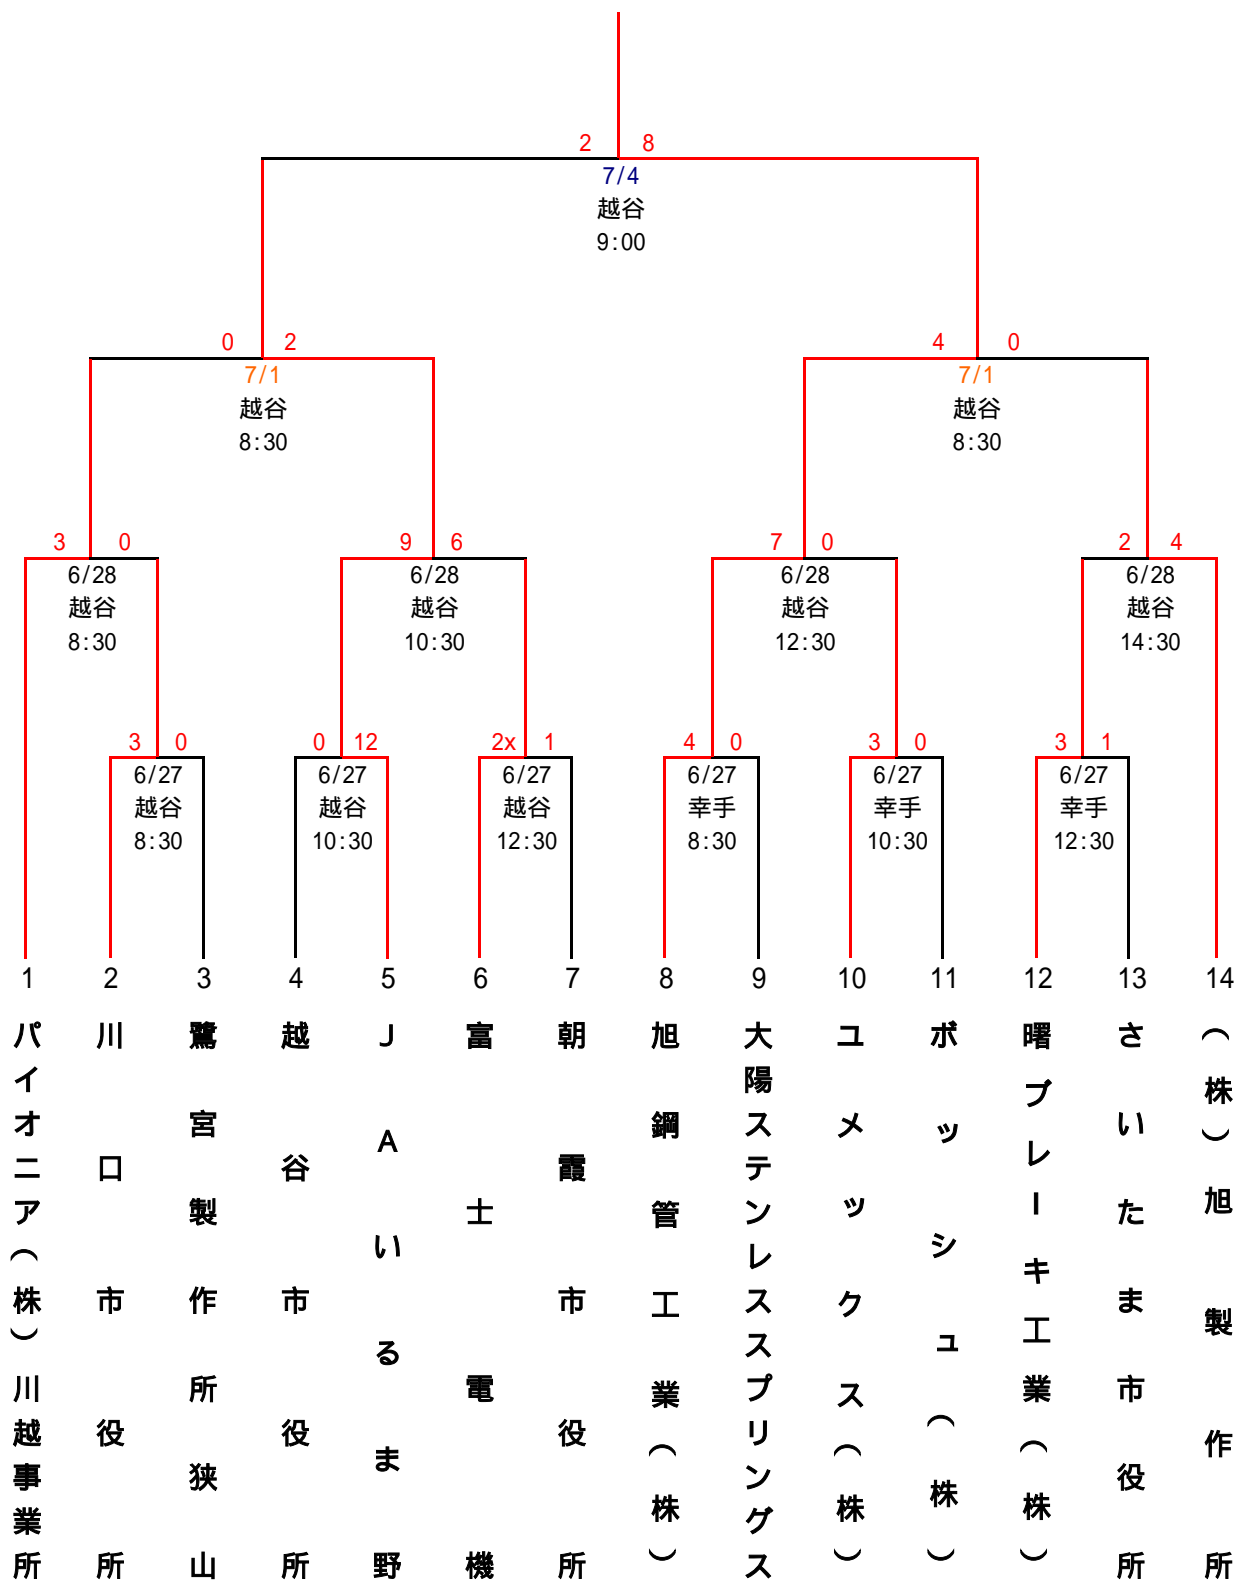 2 8
7/4
越谷
9:00
0 2
7/1
越谷
8:30
4 0
7/1
越谷
8:30
3 0
6/28
越谷
8:30
9 6
6/28
越谷
10:30
7 0
6/28
越谷
12:30
2 4
6/28
越谷
14:30
3 0
6/27
越谷
8:30
0 12
6/27
越谷
10:30
2x 1
6/27
越谷
12:30
4 0
6/27
幸手
8:30
3 0
6/27
幸手
10:30
3 1
6/27
幸手
12:30
1
パイオニア(株)川越事業所
2
川口市役所
3
鷺宮製作所狭山
4
越谷市役所
5
JAいるま野
6
富士電機
7
朝霞市役所
8
旭鋼管工業(株)
9
大陽ステンレススプリングス
10
ユメックス(株)
11
ボッシュ(株)
12
曙ブレーキ工業(株)
13
さいたま市役所
14
(株)旭製作所